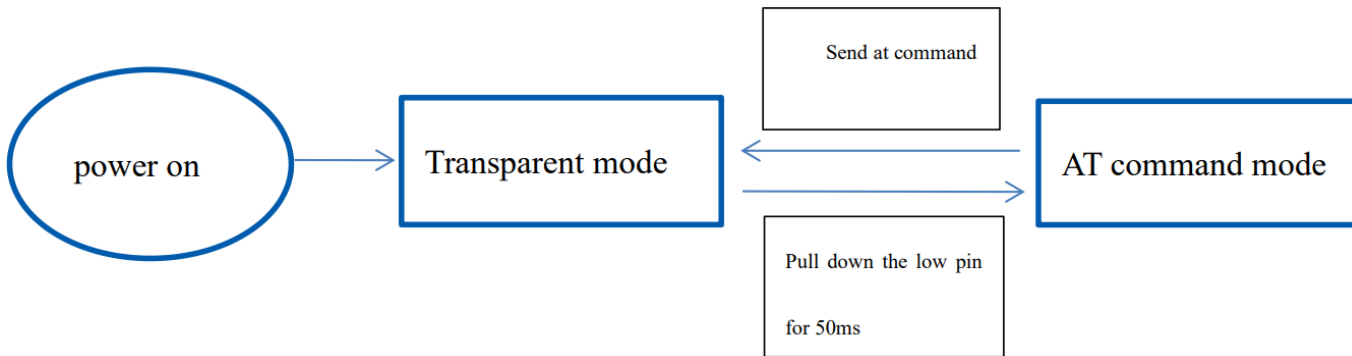 power on
Transparent mode
Send at command
Pull down the low pin
for 50ms
AT command mode